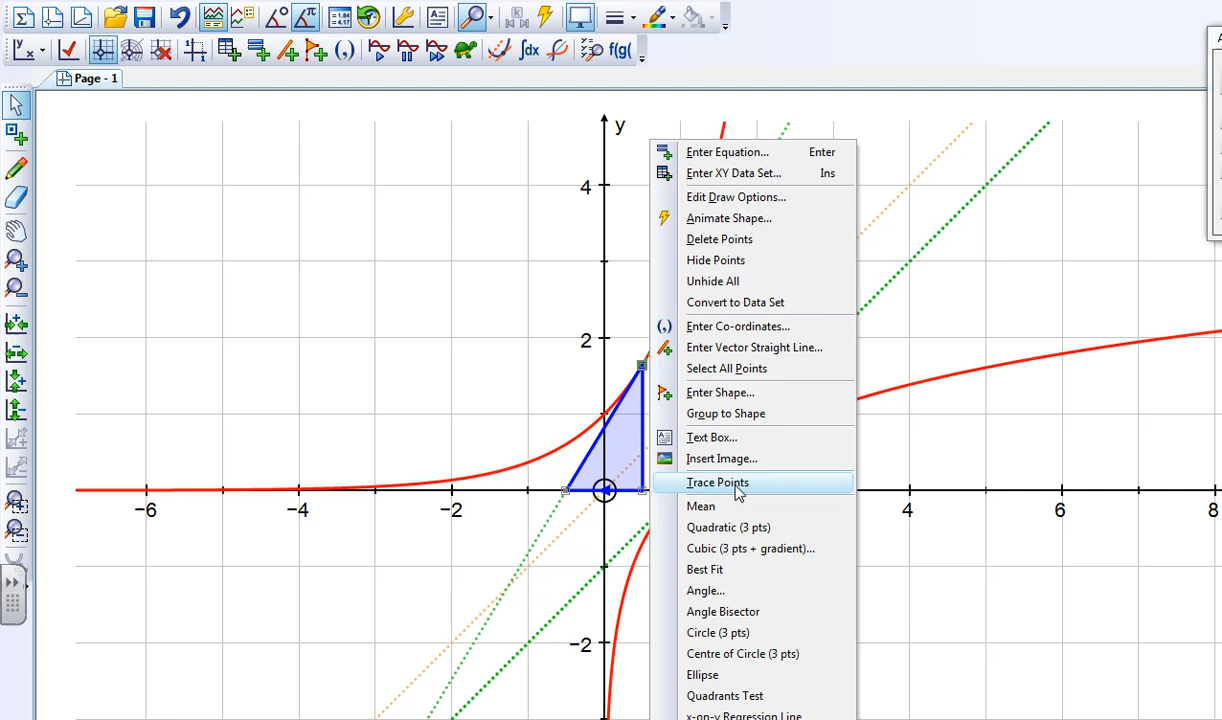 ∫dx
f(g(
Page - 1
y
4
2
-2
-6
-2
4
6
8
Enter Equation... Enter
Enter XY Data Set... Ins
Edit Draw Options...
Animate Shape...
Delete Points
Hide Points
Unhide All
Convert to Data Set
Enter Co-ordinates...
Enter Vector Straight Line...
Select All Points
Enter Shape...
Group to Shape
Text Box...
Insert Image...
Trace Points
Mean
Quadratic (3 pts)
Cubic (3 pts + gradient)...
Best Fit
Angle...
Angle Bisector
Circle (3 pts)
Centre of Circle (3 pts)
Ellipse
Quadrants Test
x-on-y Regression Line